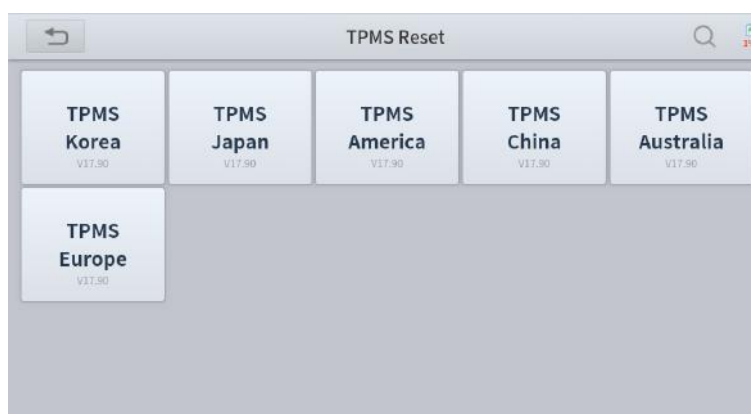 TPMS Reset
TPMS
Korea
V17.90
TPMS
Japan
V17.90
TPMS
America
V17.90
TPMS
China
V17.90
TPMS
Australia
V17.90
TPMS
Europe
V17.90